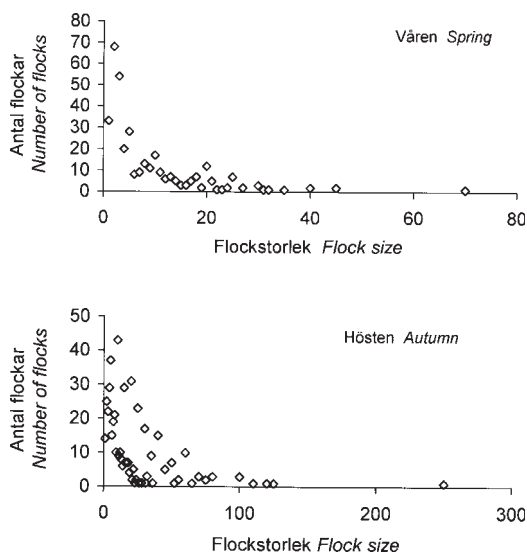 Våren Spring
Antal flockar
Number of flocks
80
70
60
50
40
30
20
10
0
0 20 40 60 80
Flockstorlek Flock size
Hösten Autumn
Antal flockar
Number of flocks
50
40
30
20
10
0
0 100 200 300
Flockstorlek Flock size